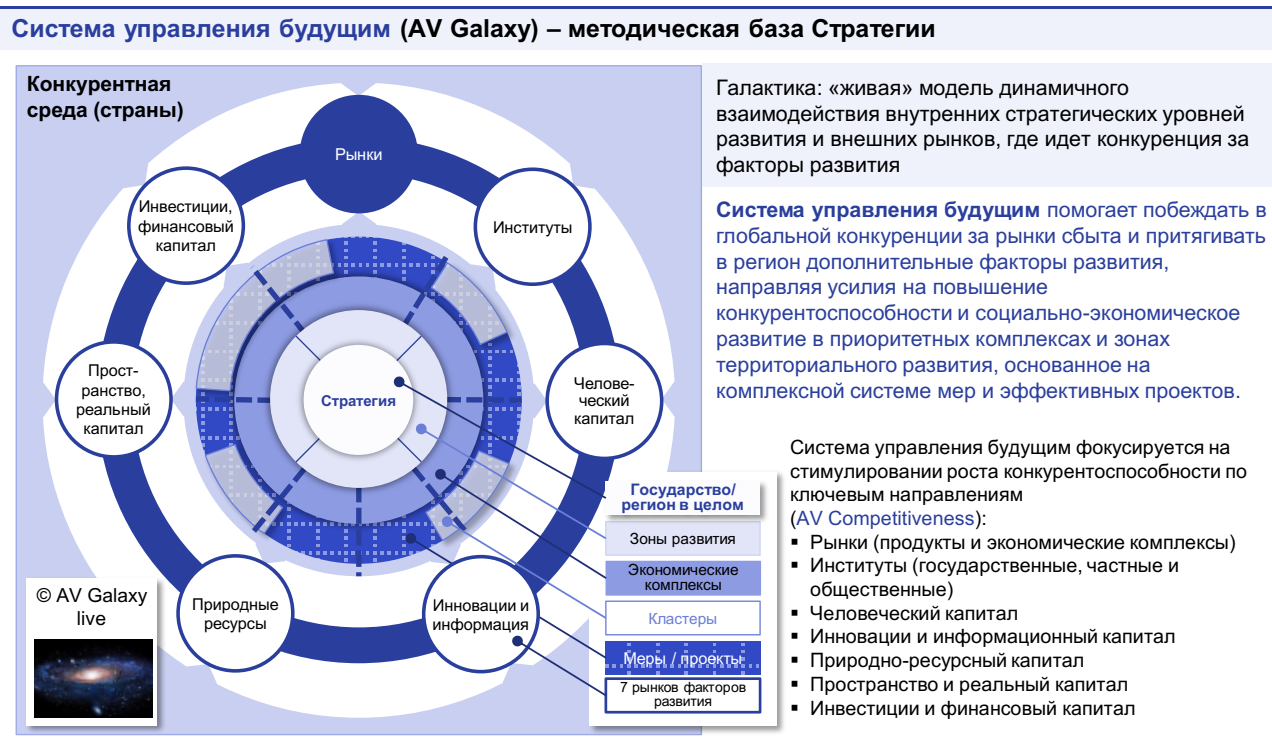 Система управления будущим (AV Galaxy) – методическая база Стратегии
Конкурентная
среда (страны)
Рынки
Инвестиции,
финансовый
капитал
Институты
Прост-
ранство,
реальный
капитал
Стратегия
Челове-
ческий
капитал
Природные
ресурсы
Инновации и
информация
© AV Galaxy
live
Государство/
регион в целом
Зоны развития
Экономические
комплексы
Кластеры
Меры / проекты
7 рынков факторов
развития
Галактика: «живая» модель динамичного
взаимодействия внутренних стратегических уровней
развития и внешних рынков, где идет конкуренция за
факторы развития
Система управления будущим помогает побеждать в
глобальной конкуренции за рынки сбыта и притягивать
в регион дополнительные факторы развития,
направляя усилия на повышение
конкурентоспособности и социально-экономическое
развитие в приоритетных комплексах и зонах
территориального развития, основанное на
комплексной системе мер и эффективных проектов.
Система управления будущим фокусируется на
стимулировании роста конкурентоспособности по
ключевым направлениям
(AV Competitiveness):
▪ Рынки (продукты и экономические комплексы)
▪ Институты (государственные, частные и
общественные)
▪ Человеческий капитал
▪ Инновации и информационный капитал
▪ Природно-ресурсный капитал
▪ Пространство и реальный капитал
▪ Инвестиции и финансовый капитал